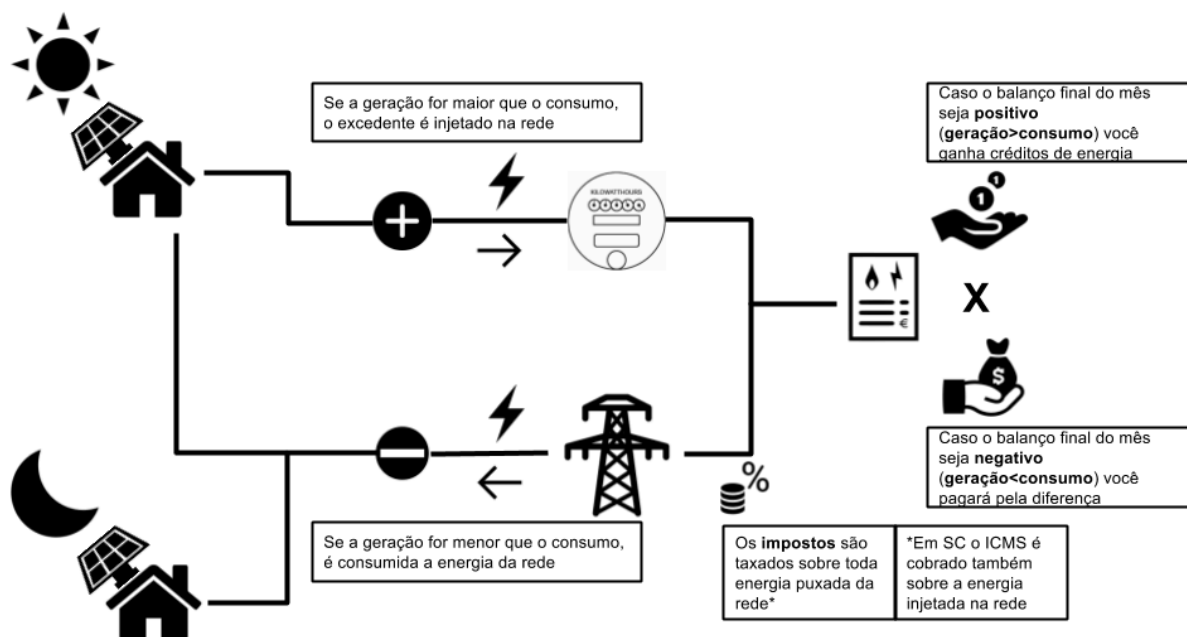 Se a geração for maior que o consumo,
o excedente é injetado na rede
Caso o balanço final do mês
seja positivo
(geração>consumo) você
ganha créditos de energia
KILOWATTHOURS
1
1
X
$
€
Caso o balanço final do mês
seja negativo
(geração<consumo) você
pagará pela diferença
%
Se a geração for menor que o consumo,
é consumida a energia da rede
Os impostos são
taxados sobre toda
energia puxada da
rede*
*Em SC o ICMS é
cobrado também
sobre a energia
injetada na rede